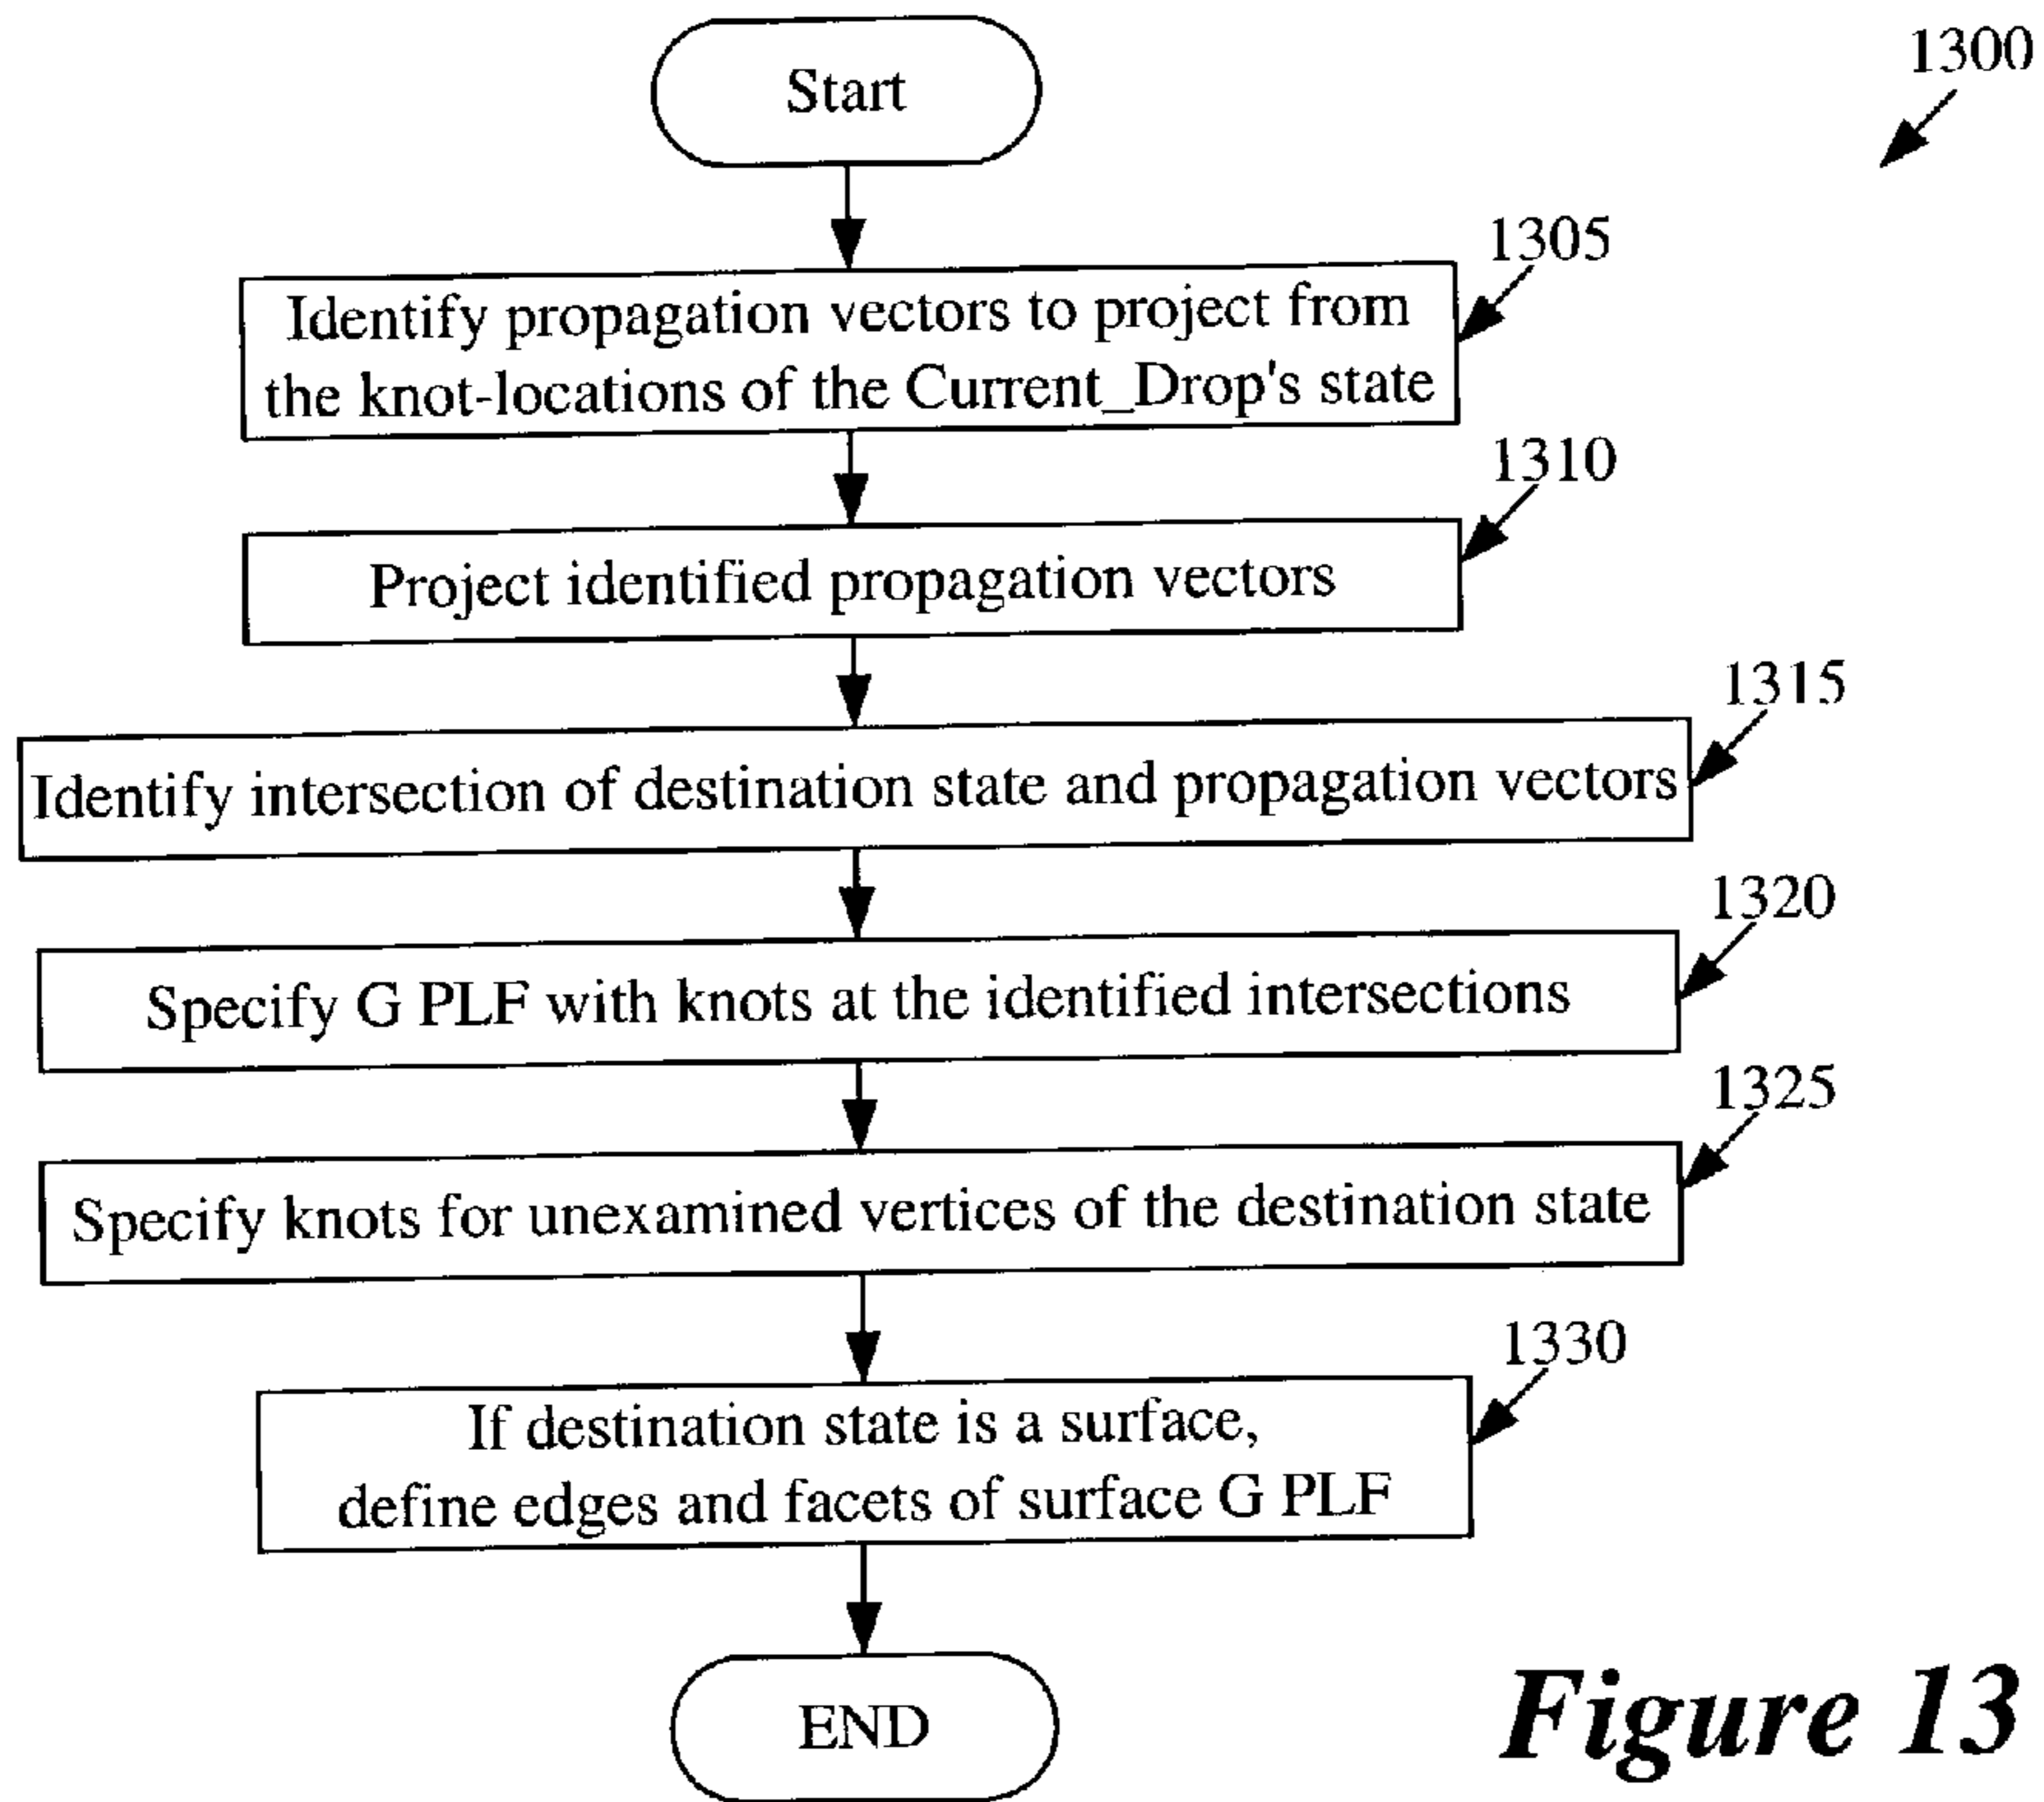 Start
1300
1305
Identify propagation vectors to project from
the knot-locations of the Current_Drop's state
1310
Project identified propagation vectors
1315
Identify intersection of destination state and propagation vectors
1320
Specify G PLF with knots at the identified intersections
1325
Specify knots for unexamined vertices of the destination state
1330
If destination state is a surface,
define edges and facets of surface G PLF
END
Figure 13